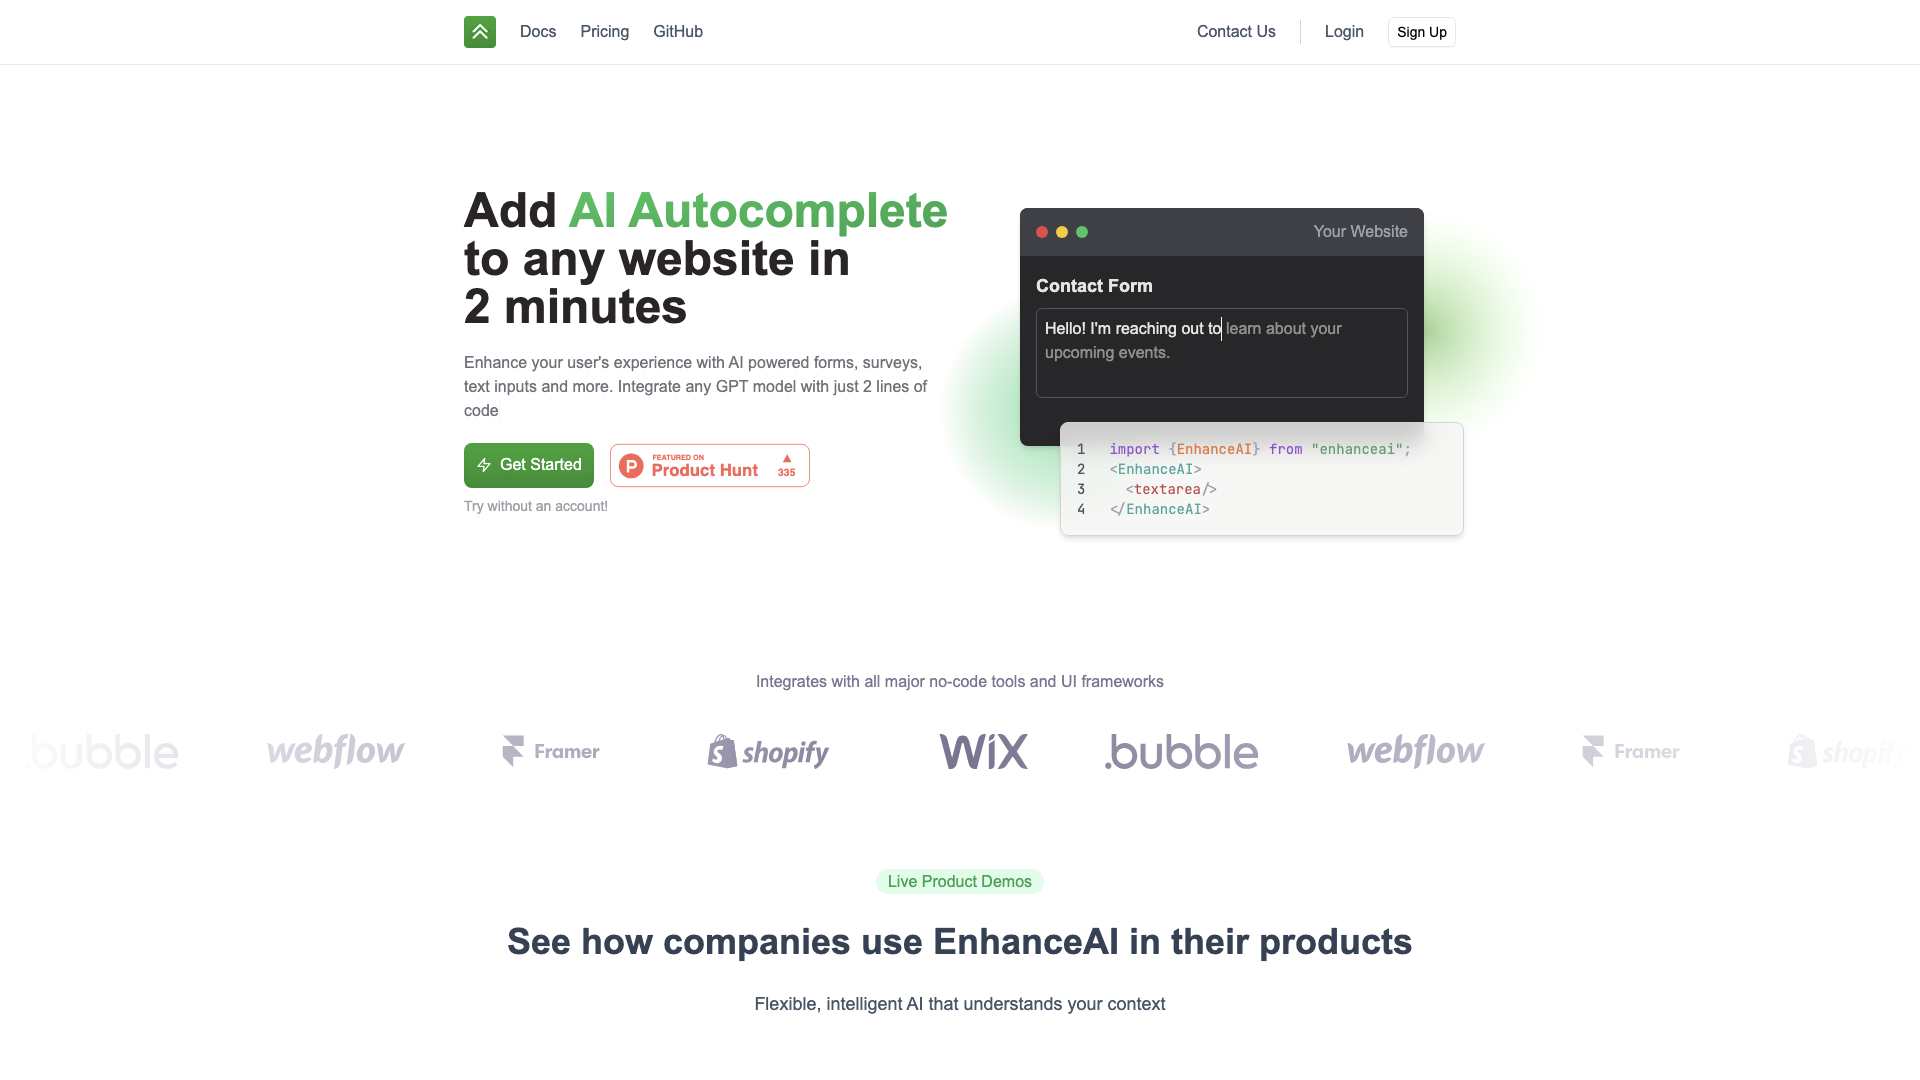 Docs
Pricing
GitHub
Contact Us
Login
Sign Up
Add AI Autocomplete
to any website in
2 minutes
Enhance your user's experience with AI powered forms, surveys,
text inputs and more. Integrate any GPT model with just 2 lines of
code
Get Started
FEATURED ON
Product Hunt
335
Try without an account!
Your Website
Contact Form
Hello! I'm reaching out to learn about your
upcoming events.
1 import {EnhanceAI} from "enhanceai";
2 <EnhanceAI>
3 <textarea/>
4 </EnhanceAI>
Integrates with all major no-code tools and UI frameworks
.bubble
webflow
Framer
shopify
WiX
.bubble
webflow
Framer
shopify
Live Product Demos
See how companies use EnhanceAI in their products
Flexible, intelligent AI that understands your context